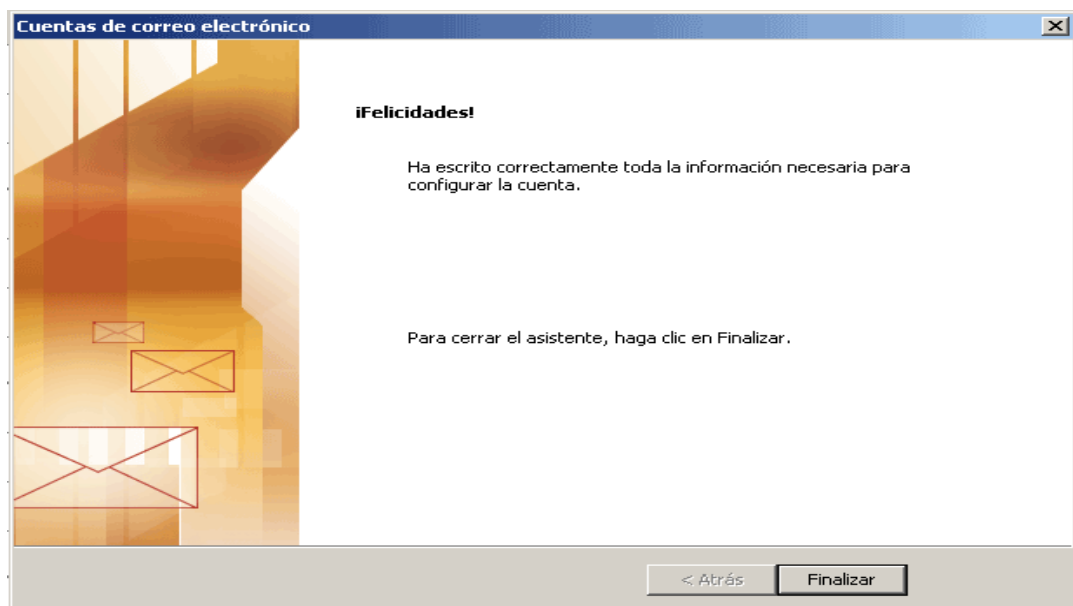 Cuentas de correo electrónico
¡Felicidades!
Ha escrito correctamente toda la información necesaria para
configurar la cuenta.
Para cerrar el asistente, haga clic en Finalizar.
< Atrás
Finalizar